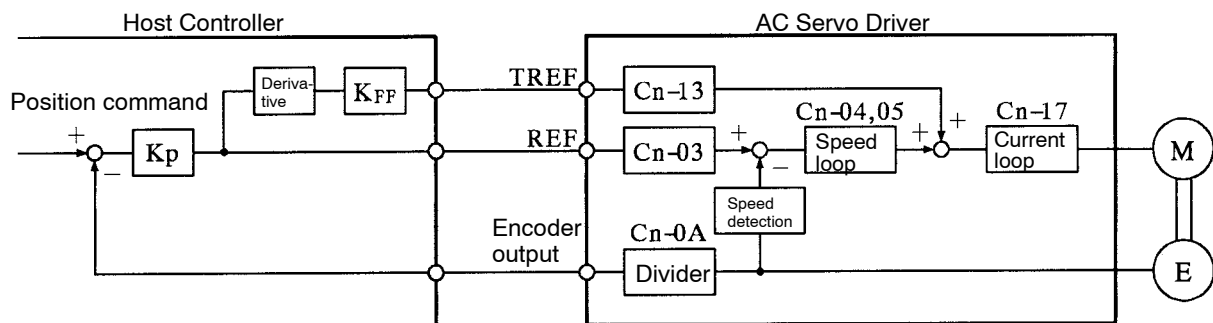 Host Controller
AC Servo Driver
Deriva-
tive
KFF
TREF
Cn-13
Position command
+
Kp
−
REF
Cn-03
+
−
Cn-04,05
Speed
loop
+
+
Cn-17
Current
loop
M
Speed
detection
Encoder
output
Cn-0A
Divider
E